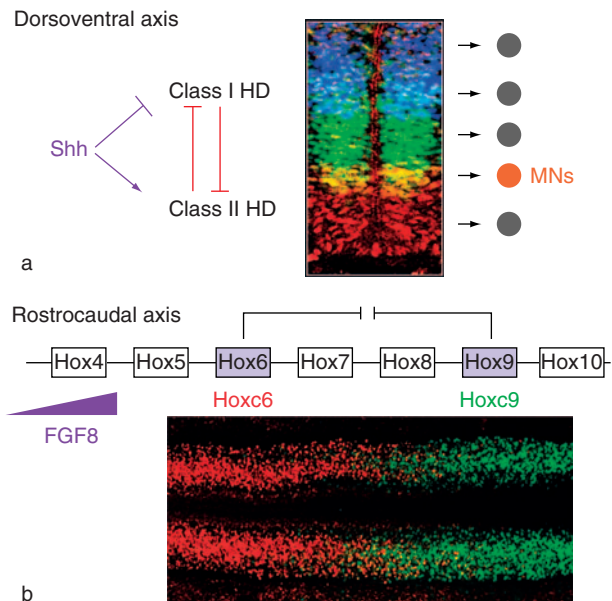 Dorsoventral axis
Class I HD
Shh
MNs
Class II HD
a
Rostrocaudal axis
Hox4 Hox5 Hox6 Hox7 Hox8 Hox9 Hox10
Hoxc6 Hoxc9
FGF8
b